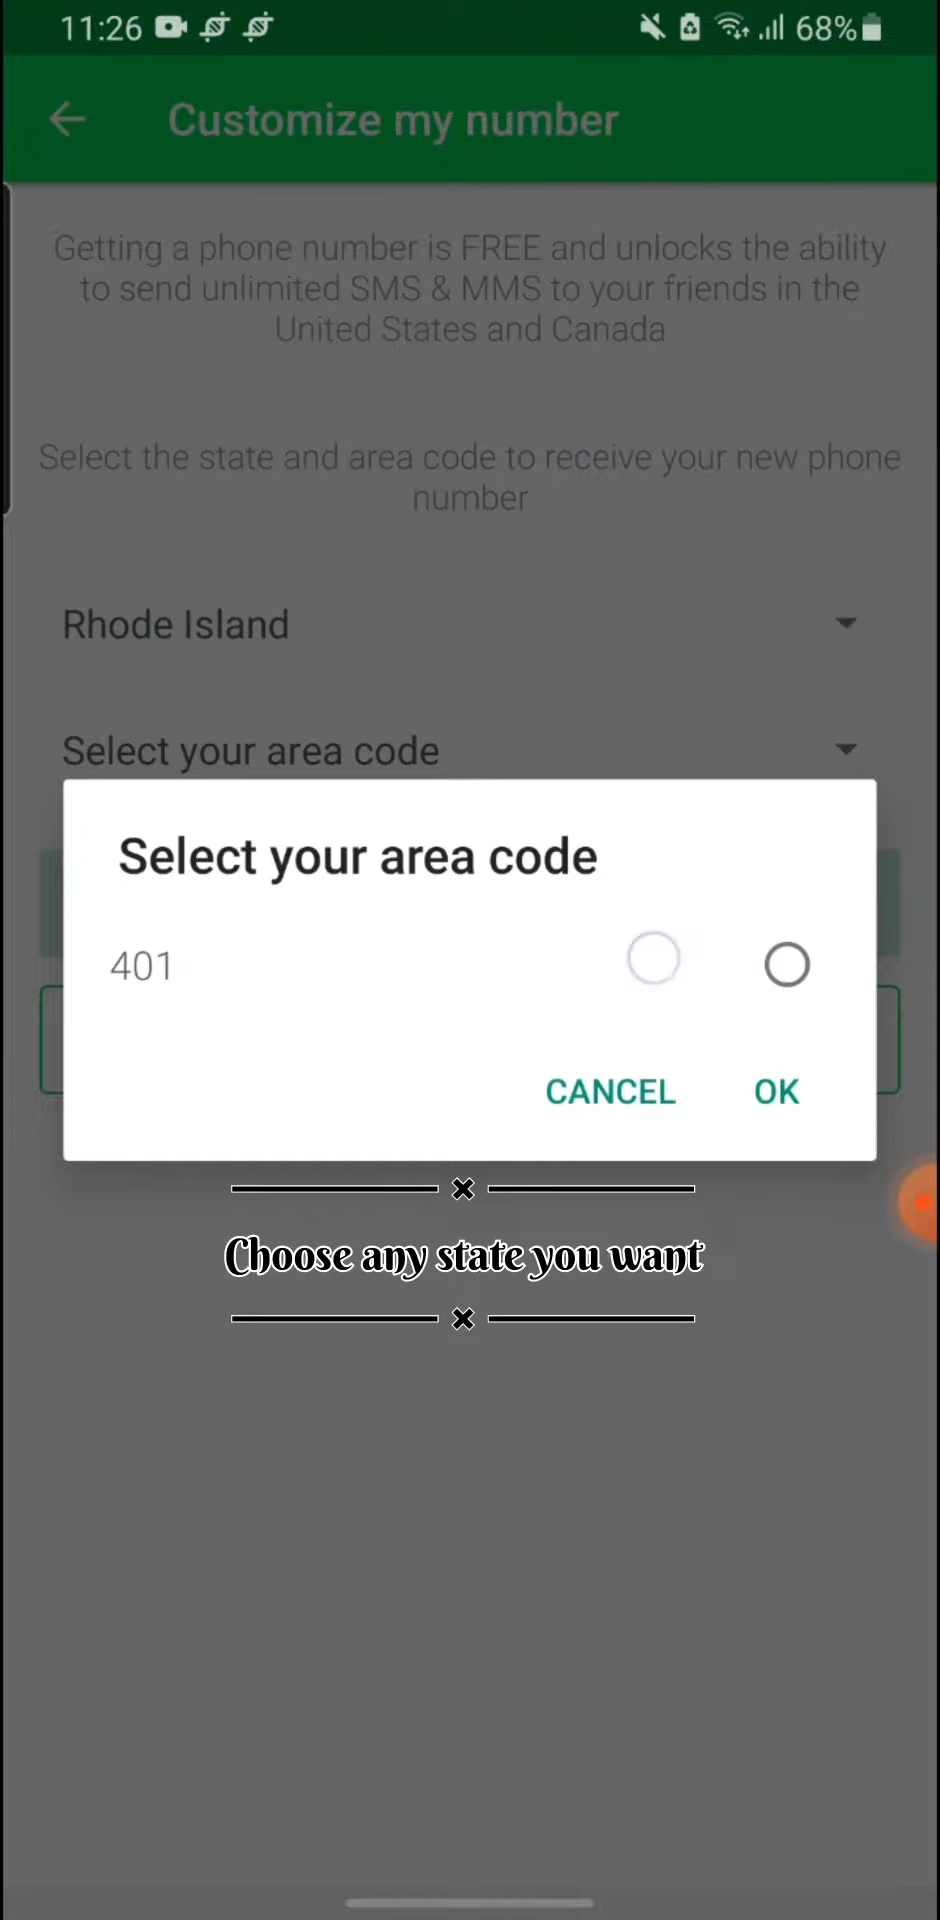 11:26
68%
Customize my number
Getting a phone number is FREE and unlocks the ability
to send unlimited SMS & MMS to your friends in the
United States and Canada
Select the state and area code to receive your new phone
number
Rhode Island
Select your area code
Select your area code
401
CANCEL OK
Choose any state you want